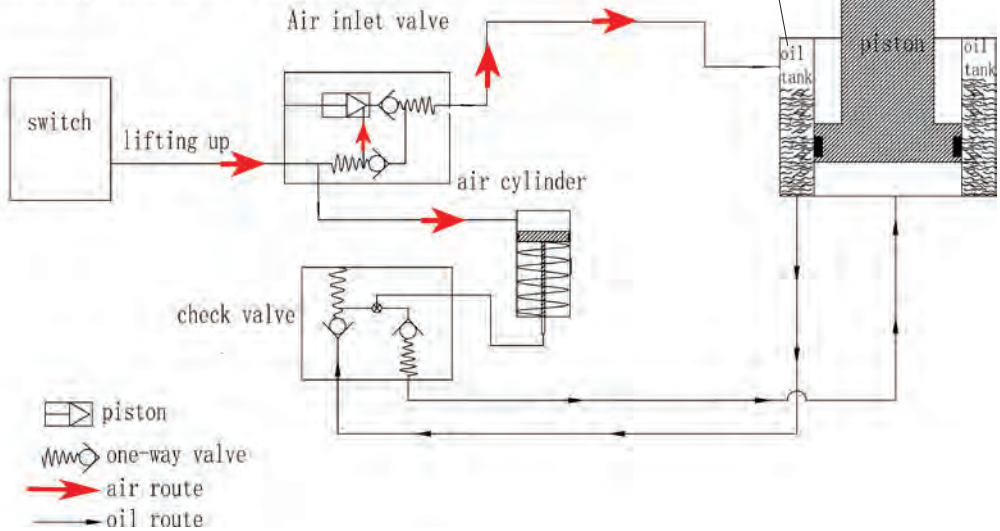 Air inlet valve
switch
lifting up
air cylinder
check valve
oil
tank
piston
oil
tank
piston
one-way valve
air route
oil route